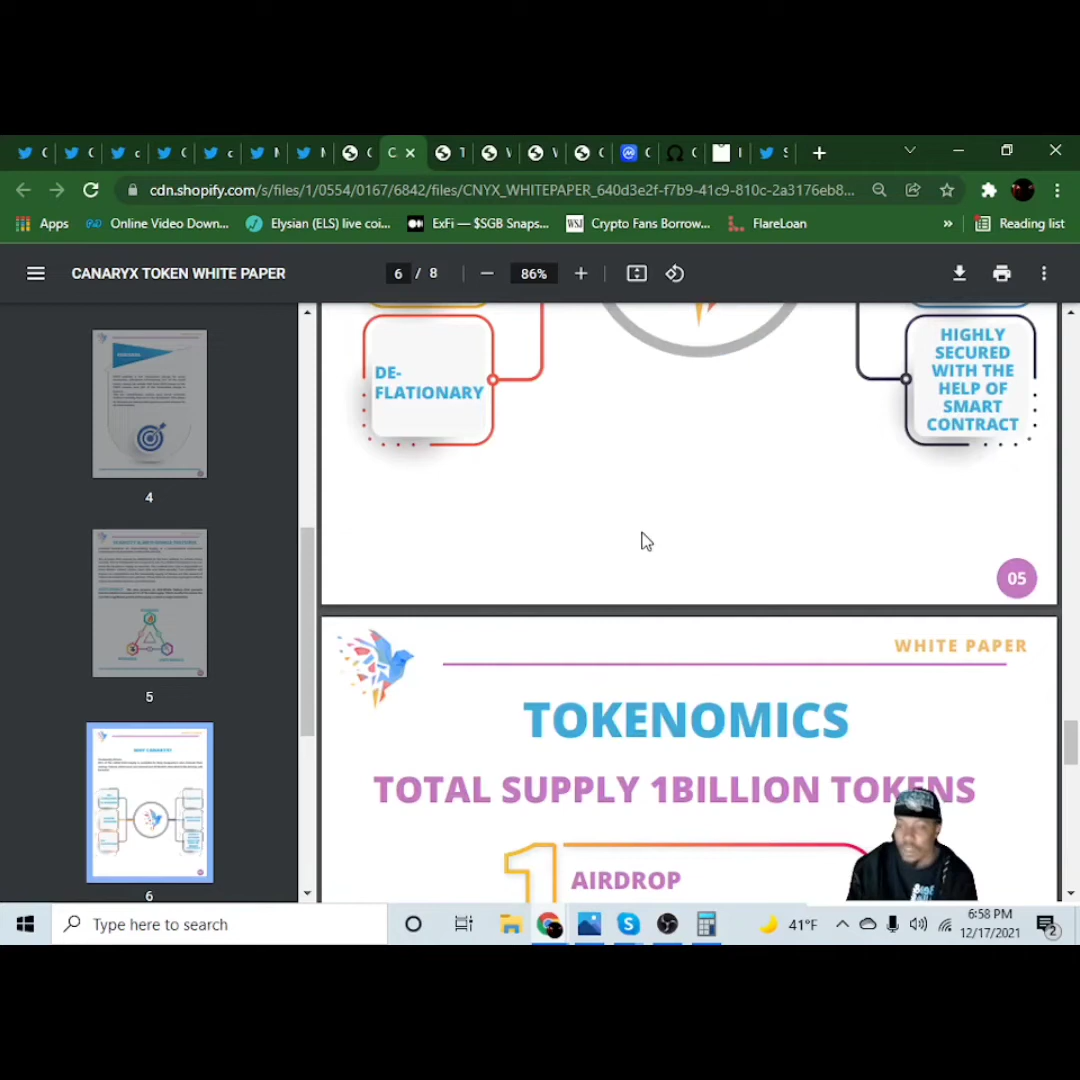 cdn.shopify.com/s/files/1/0554/0167/6842/files/CNYX_WHITEPAPER_640d3e2f-f7b9-41c9-810c-2a3176eb8...
Apps
Online Video Down...
Elysian (ELS) live coi...
ExFi — $SGB Snaps...
WSJ
Crypto Fans Borrow...
FlareLoan
»
Reading list
CANARYX TOKEN WHITE PAPER
6 / 8
86%
DE-
FLATIONARY
HIGHLY
SECURED
WITH THE
HELP OF
SMART
CONTRACT
05
4
5
6
WHITE PAPER
TOKENOMICS
TOTAL SUPPLY 1BILLION TOKENS
1
AIRDROP
Type here to search
41°F
6:58 PM
12/17/2021
2